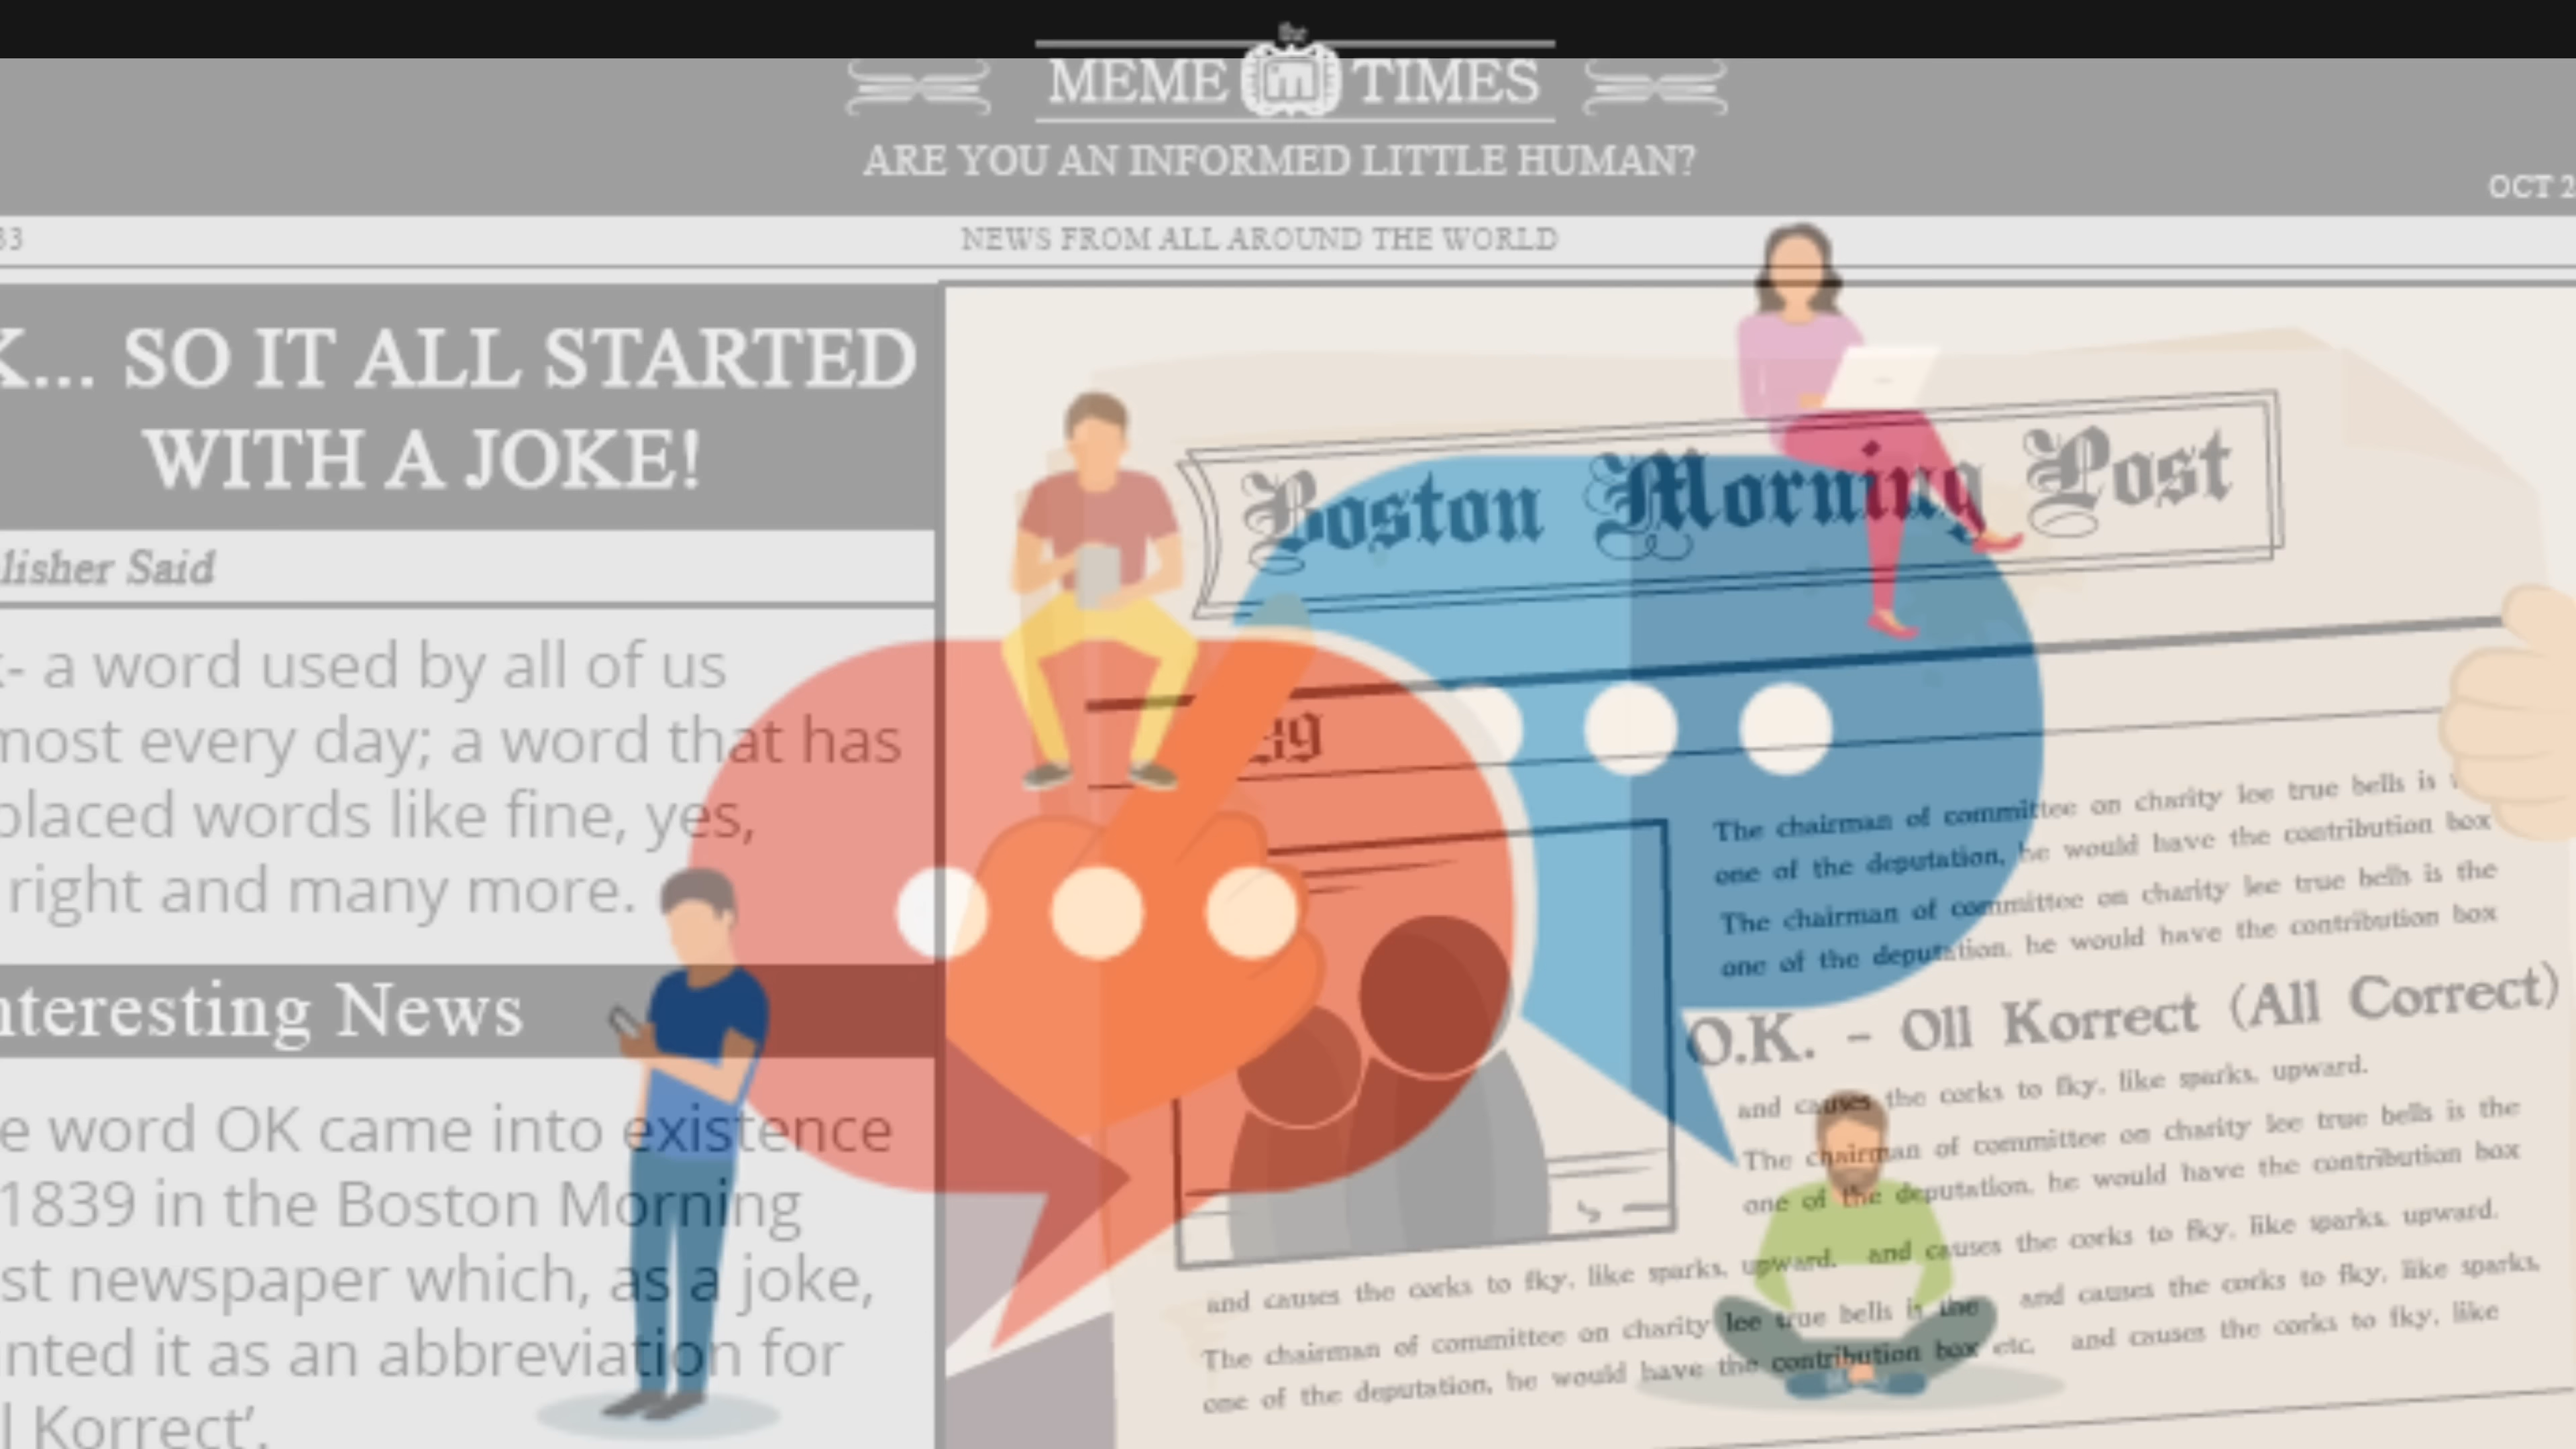 the
MEME m TIMES
ARE YOU AN INFORMED LITTLE HUMAN?
OCT 2
33
NEWS FROM ALL AROUND THE WORLD
K... SO IT ALL STARTED
WITH A JOKE!
lisher Said
k- a word used by all of us
most every day; a word that has
placed words like fine, yes,
right and many more.
nteresting News
e word OK came into existence
1839 in the Boston Morning
st newspaper which, as a joke,
nted it as an abbreviation for
l Korrect’.
Boston Morning Post
39
The chairman of committee on charity lee true bells is
one of the deputation, he would have the contribution box
The chairman of committee on charity lee true bells is the
one of the deputation, he would have the contribution box
O.K. - Oll Korrect (All Correct)
and causes the corks to fky, like sparks, upward.
The chairman of committee on charity lee true bells is the
one of the deputation, he would have the contribution box
and causes the corks to fky, like sparks, upward. and causes the corks to fky, like sparks, upward.
The chairman of committee on charity lee true bells is the and causes the corks to fky, like sparks,
one of the deputation, he would have the contribution box etc. and causes the corks to fky, like